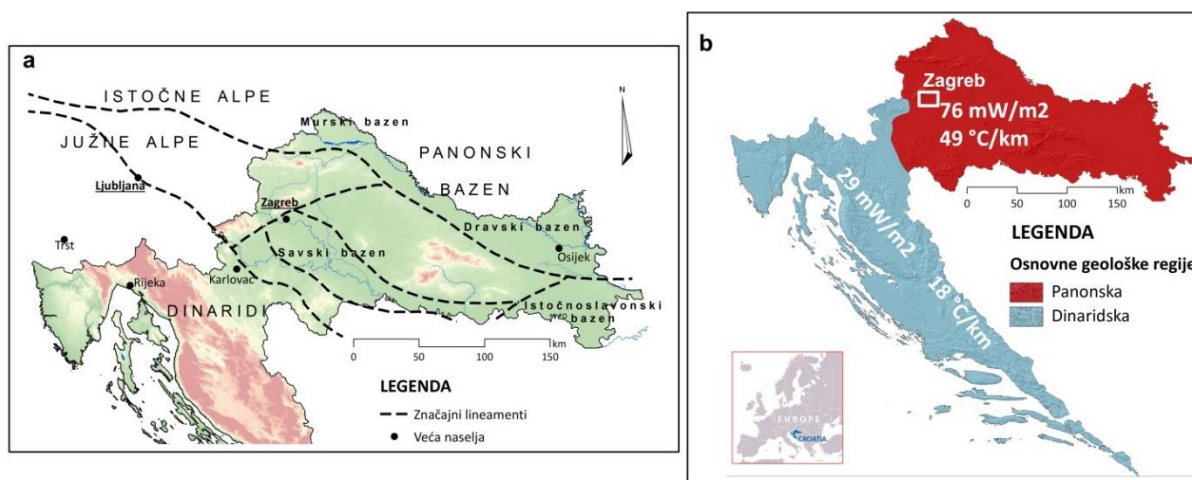 a
ISTOČNE ALPE
JUŽNE ALPE
Murski bazen
N
PANONSKI
BAZEN
Ljubljana
Zagreb
Dravski bazen
Osijek
Trst
Savski bazen
Karlovac
Rijeka
DINARIDI
Istočnoslavonski
bazen
0 50 100 150
km
LEGENDA
Značajni lineamenti
Veća naselja
b
Zagreb
76 mW/m2
49 °C/km
0 50 100 150
km
29 mW/m2
18 °C/km
LEGENDA
Osnovne geološke regije
Panonska
Dinaridska
EUROPE
CROATIA